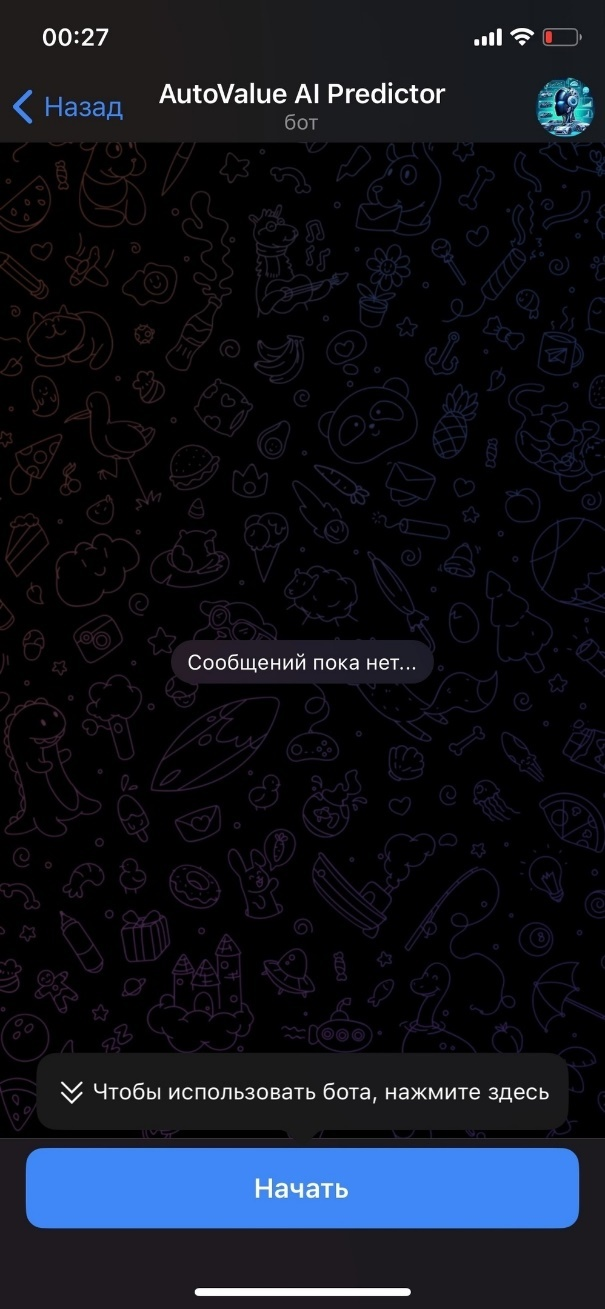 00:27
Назад
AutoValue AI Predictor
бот
Сообщений пока нет...
Чтобы использовать бота, нажмите здесь
Начать